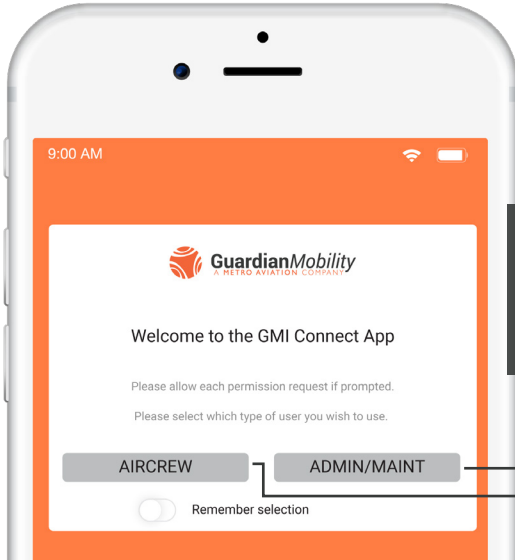 9:00 AM
GuardianMobility
A METRO AVIATION COMPANY
Welcome to the GMI Connect App
Please allow each permission request if prompted.
Please select which type of user you wish to use.
AIRCREW ADMIN/MAINT
Remember selection